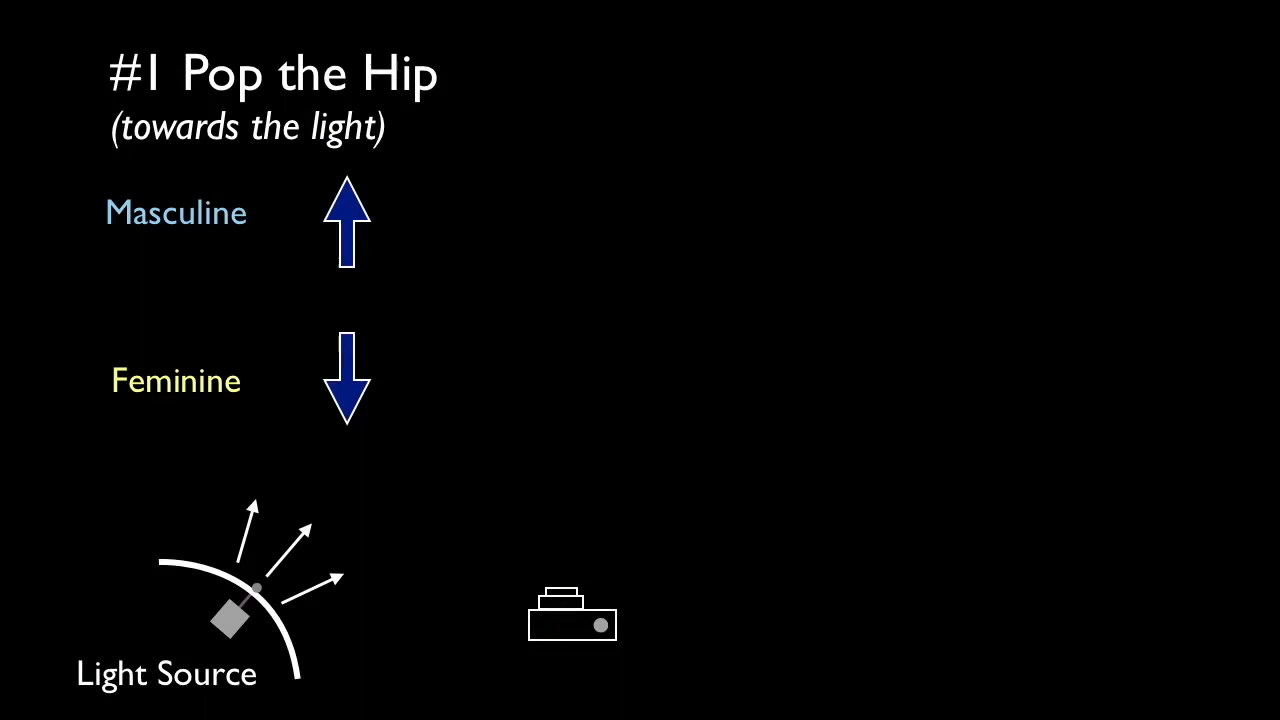 #1 Pop the Hip
(towards the light)
Masculine
Feminine
Light Source